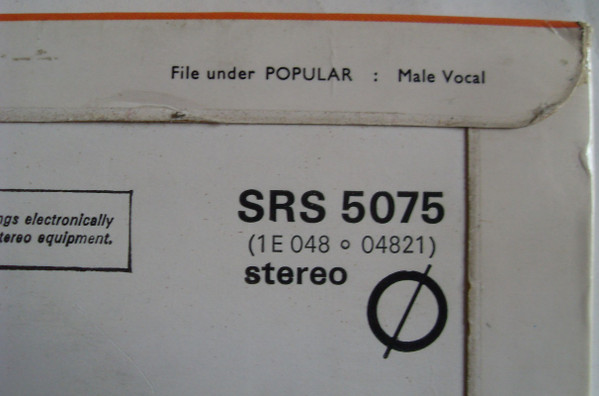 File under POPULAR : Male Vocal
ngs electronically
tereo equipment.
SRS 5075
(1E 048 o 04821)
stereo